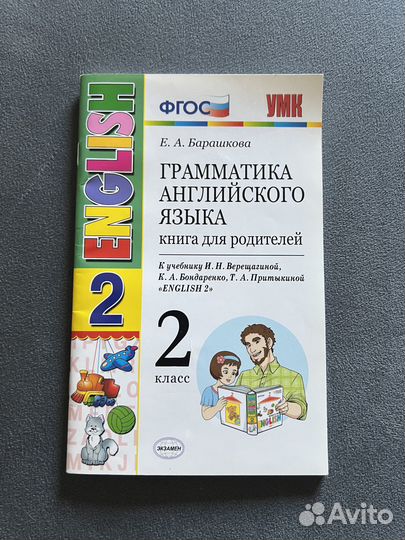 ENGLISH
2
ФГОС
УМК
Е. А. Барашкова
ГРАММАТИКА
АНГЛИЙСКОГО
ЯЗЫКА
книга для родителей
К учебнику И. Н. Верещагиной,
К. А. Бондаренко, Т. А. Притыкиной
«ENGLISH 2»
2
класс
ENGLISH
ЭКЗАМЕН
Avito